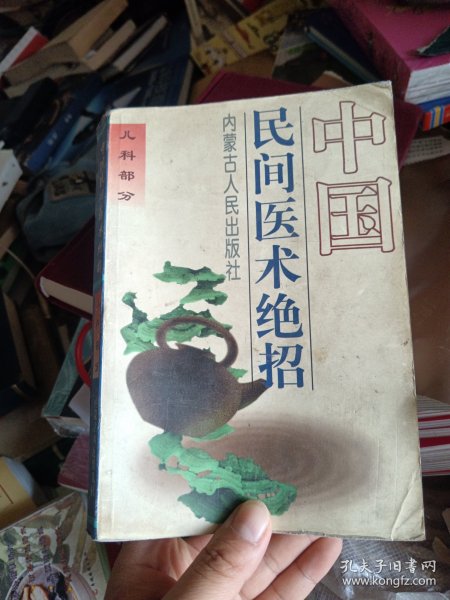 中国
民间医术绝招
内蒙古人民出版社
儿科部分
孔夫子旧书网
www.kongfz.com